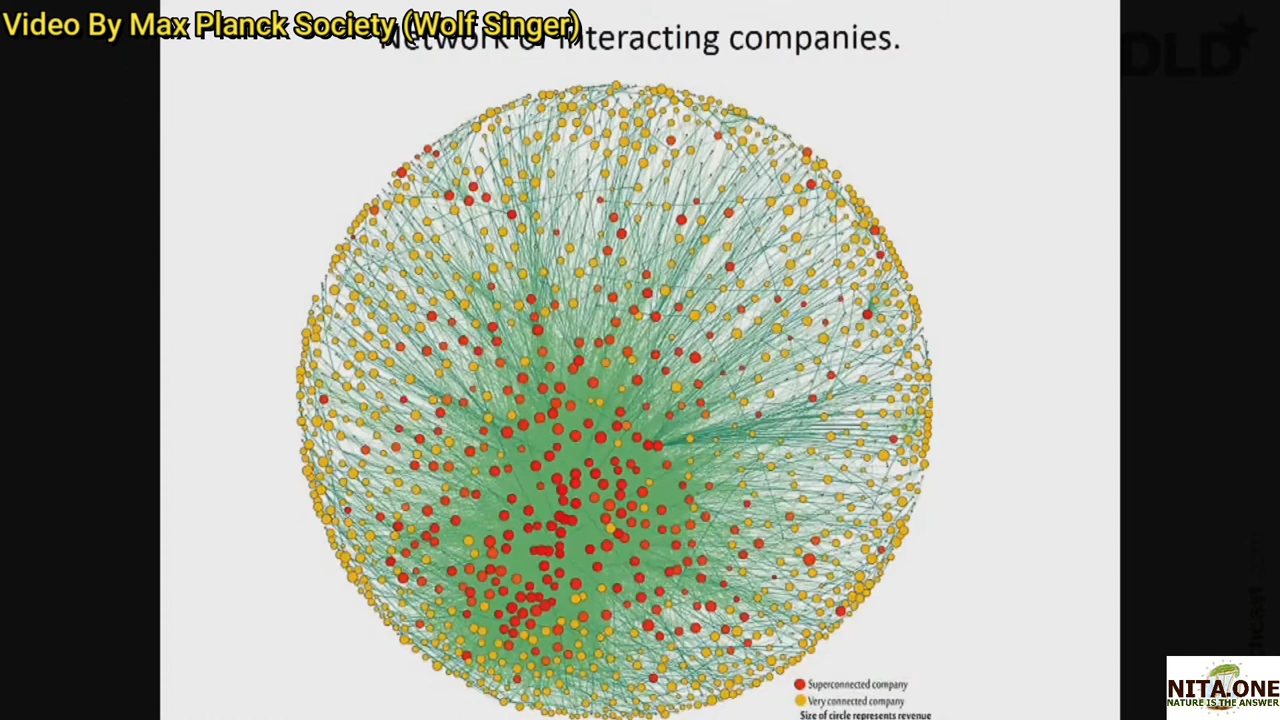 Video By Max Planck Society (Wolf Singer)
Network of interacting companies.
DLD
Superconnected company
Very connected company
Size of circle represents revenue
NITA.ONE
NATURE IS THE ANSWER